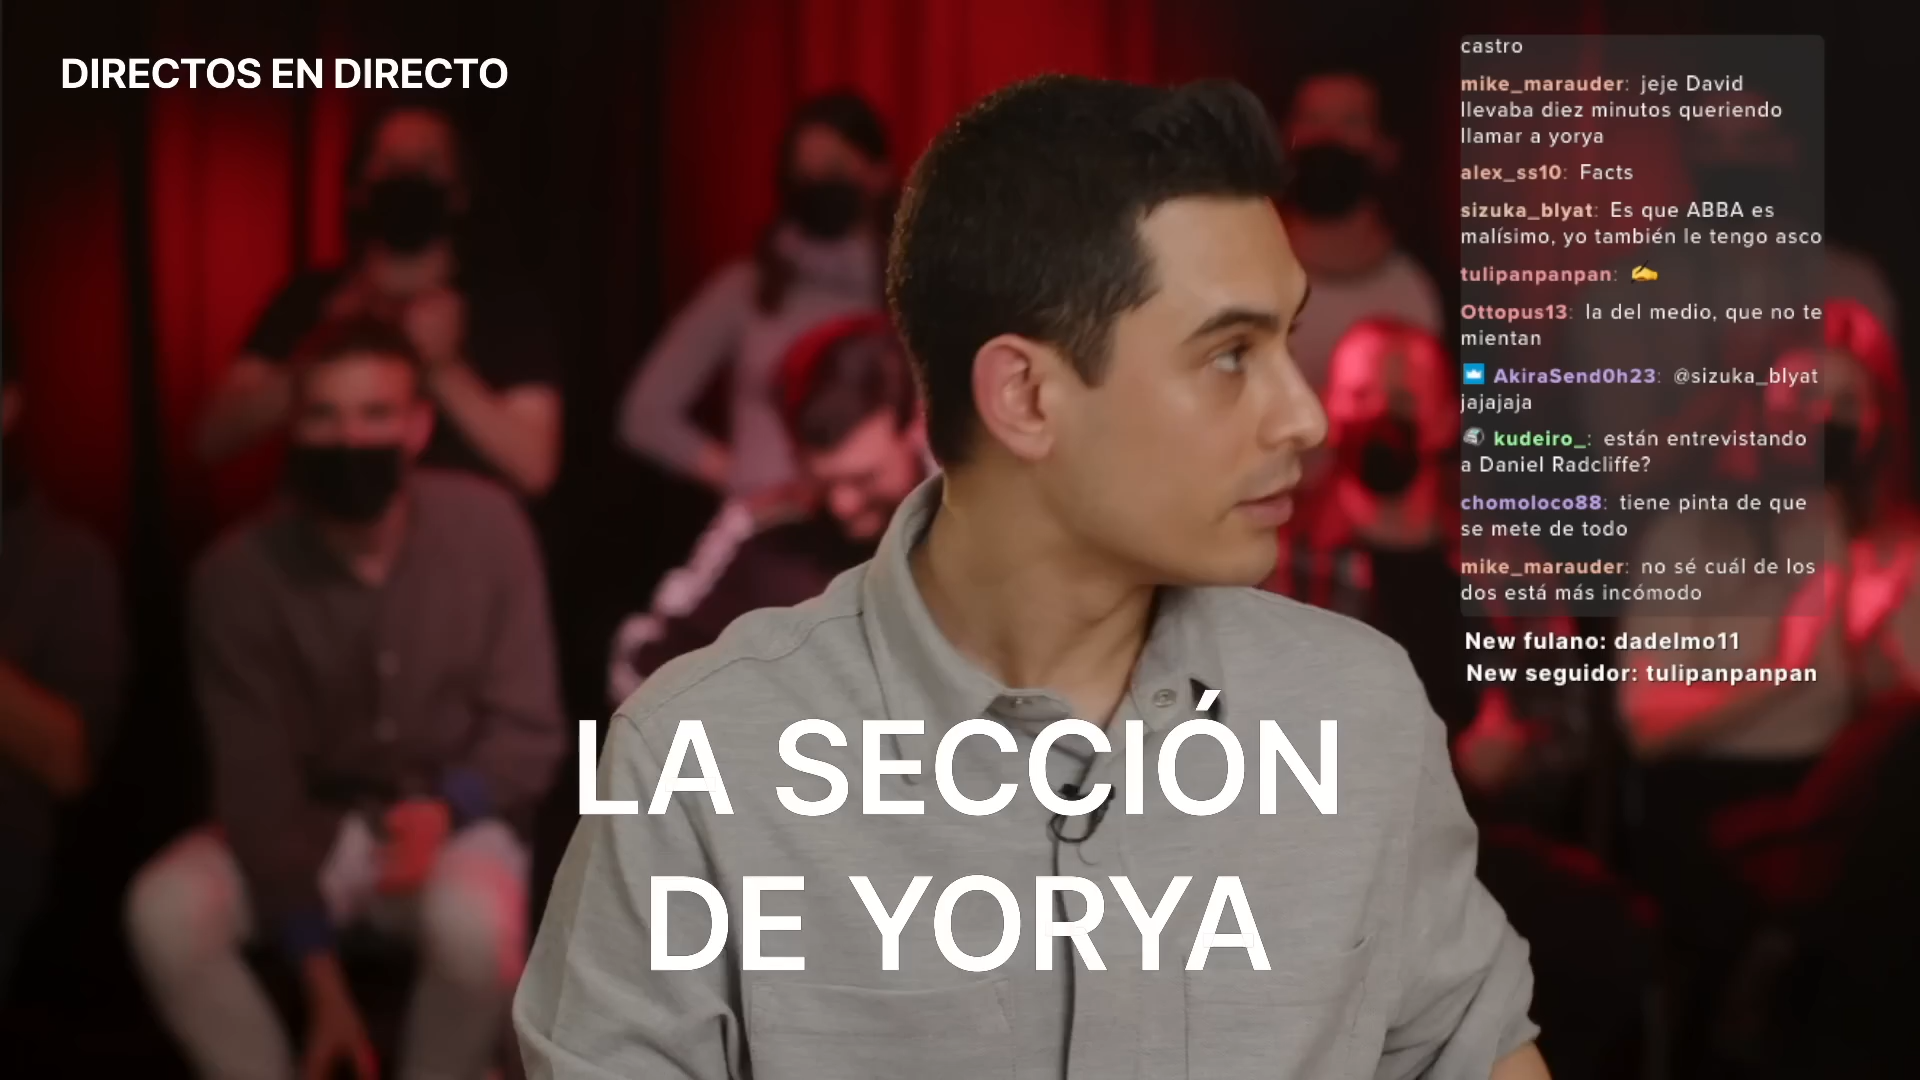 DIRECTOS EN DIRECTO
castro
mike_marauder: jeje David
llevaba diez minutos queriendo
llamar a yorya
alex_ss10: Facts
sizuka_blyat: Es que ABBA es
malísimo, yo también le tengo asco
tulipanpanpan: ✍️
Ottopus13: la del medio, que no te
mientan
AkiraSend0h23: @sizuka_blyat
jajajaja
kudeiro_: están entrevistando
a Daniel Radcliffe?
chomoloco88: tiene pinta de que
se mete de todo
mike_marauder: no sé cuál de los
dos está más incómodo
New fulano: dadelmo11
New seguidor: tulipanpanpan
LA SECCIÓN
DE YORYA